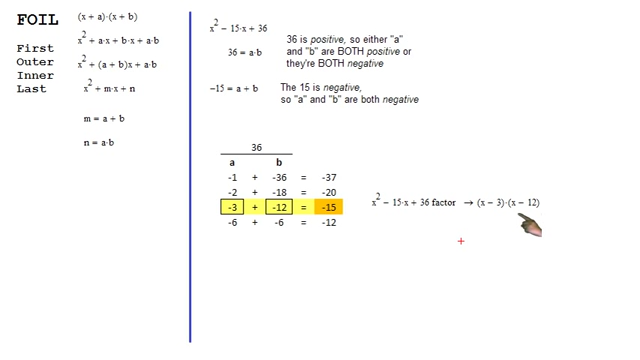 FOIL
First
Outer
Inner
Last
(x + a)·(x + b)
x² + a·x + b·x + a·b
x² + (a + b)x + a·b
x² + m·x + n
m = a + b
n = a·b
x² − 15·x + 36
36 = a·b
36 is positive, so either "a"
and "b" are BOTH positive or
they're BOTH negative
−15 = a + b
The 15 is negative,
so "a" and "b" are both negative
36
a b
-1 + -36 = -37
-2 + -18 = -20
-3 + -12 = -15
-6 + -6 = -12
x² − 15·x + 36 factor → (x − 3)·(x − 12)
+